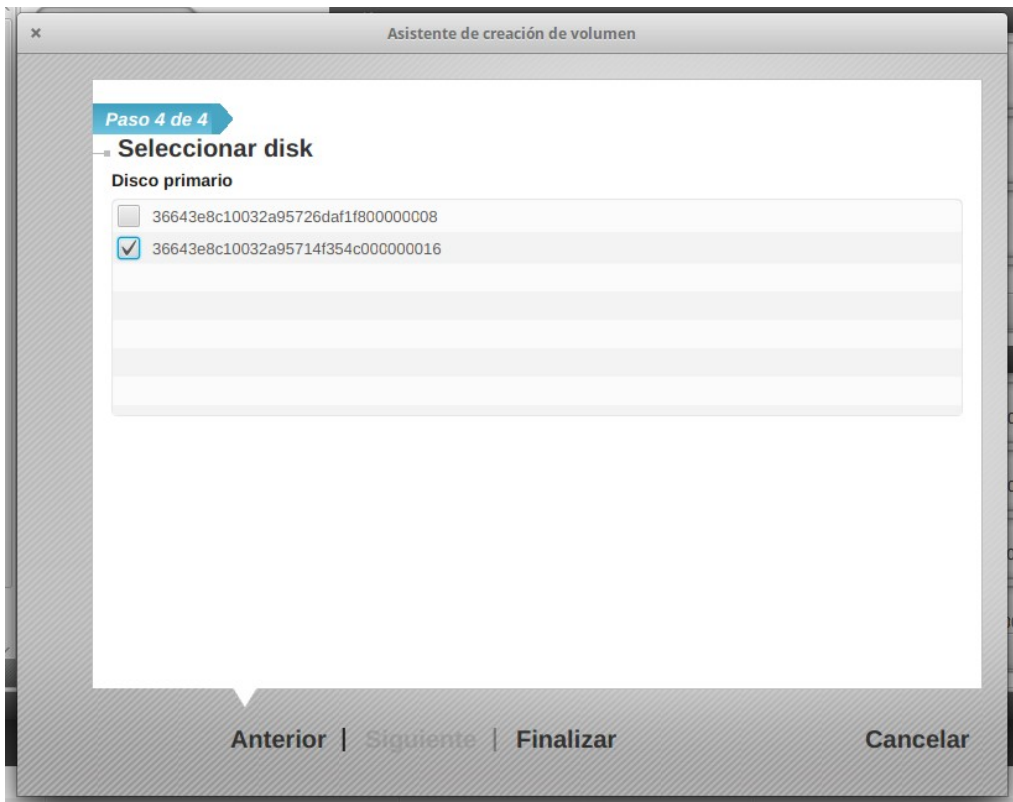 Asistente de creación de volumen
Paso 4 de 4
Seleccionar disk
Disco primario
36643e8c10032a95726daf1f800000008
36643e8c10032a95714f354c000000016
Anterior | Siguiente | Finalizar
Cancelar